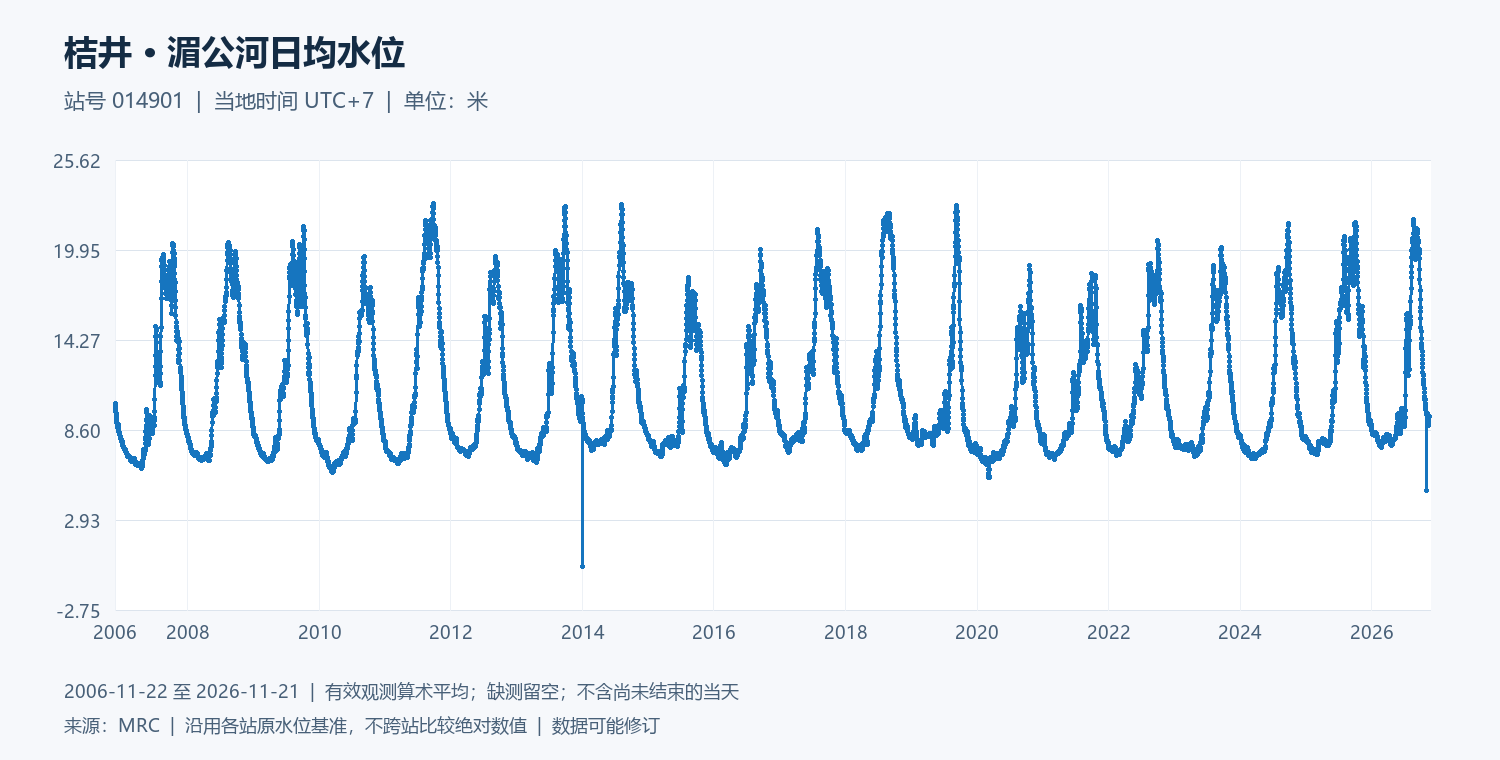 桔井 • 湄公河日均水位
站号 014901 | 当地时间 UTC+7 | 单位：米
25.62
19.95
14.27
8.60
2.93
-2.75
2006 2008 2010 2012 2014 2016 2018 2020 2022 2024 2026
2006-11-22 至 2026-11-21 | 有效观测算术平均；缺测留空；不含尚未结束的当天
来源：MRC | 沿用各站原水位基准，不跨站比较绝对数值 | 数据可能修订